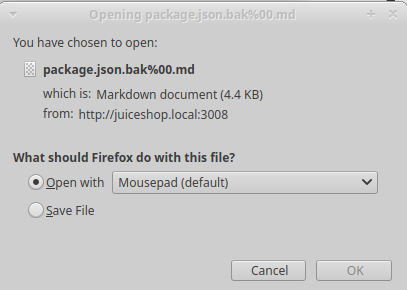 Opening package.json.bak%00.md
You have chosen to open:
package.json.bak%00.md
which is: Markdown document (4.4 KB)
from: http://juiceshop.local:3008
What should Firefox do with this file?
Open with Mousepad (default)
Save File
Cancel OK